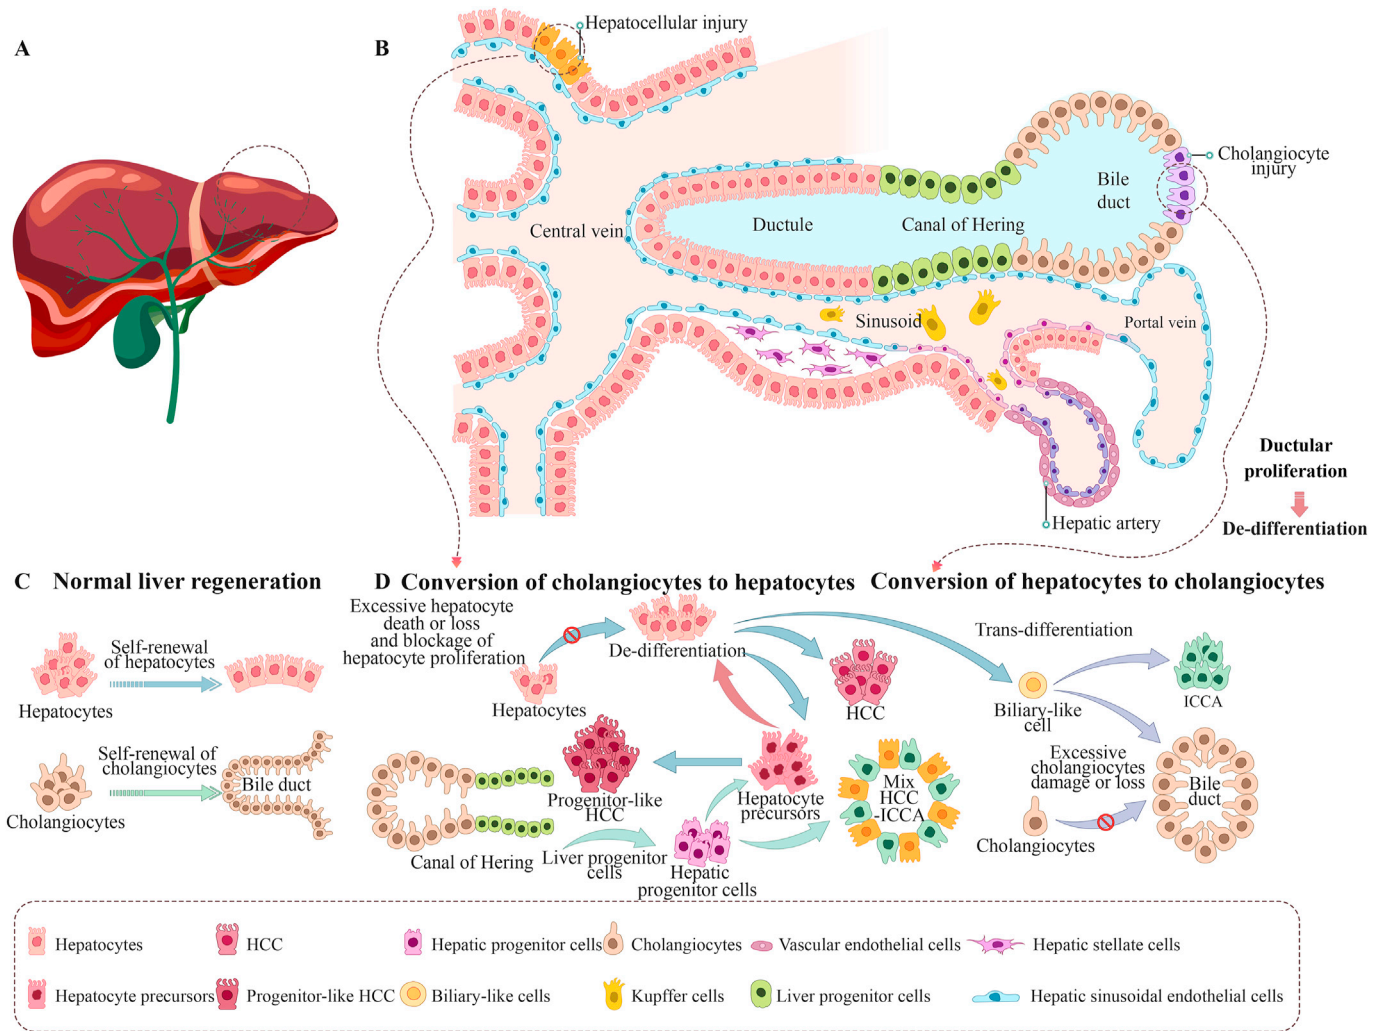 A
B
Hepatocellular injury
Cholangiocyte
injury
Bile
duct
Central vein
Ductule
Canal of Hering
Sinusoid
Portal vein
Hepatic artery
Ductular
proliferation
De-differentiation
C Normal liver regeneration
Self-renewal
of hepatocytes
Hepatocytes
Self-renewal of
cholangiocytes
Bile duct
Cholangiocytes
D Conversion of cholangiocytes to hepatocytes
Conversion of hepatocytes to cholangiocytes
Excessive hepatocyte
death or loss
and blockage of
hepatocyte proliferation
De-differentiation
Hepatocytes
HCC
Trans-differentiation
Biliary-like
cell
ICCA
Progenitor-like
HCC
Hepatocyte
precursors
Mix
HCC
-ICCA
Excessive
cholangiocytes
damage or loss
Bile
duct
Cholangiocytes
Canal of Hering
Liver progenitor
cells
Hepatic
progenitor cells
Hepatocytes
HCC
Hepatic progenitor cells
Cholangiocytes
Vascular endothelial cells
Hepatic stellate cells
Hepatocyte precursors
Progenitor-like HCC
Biliary-like cells
Kupffer cells
Liver progenitor cells
Hepatic sinusoidal endothelial cells